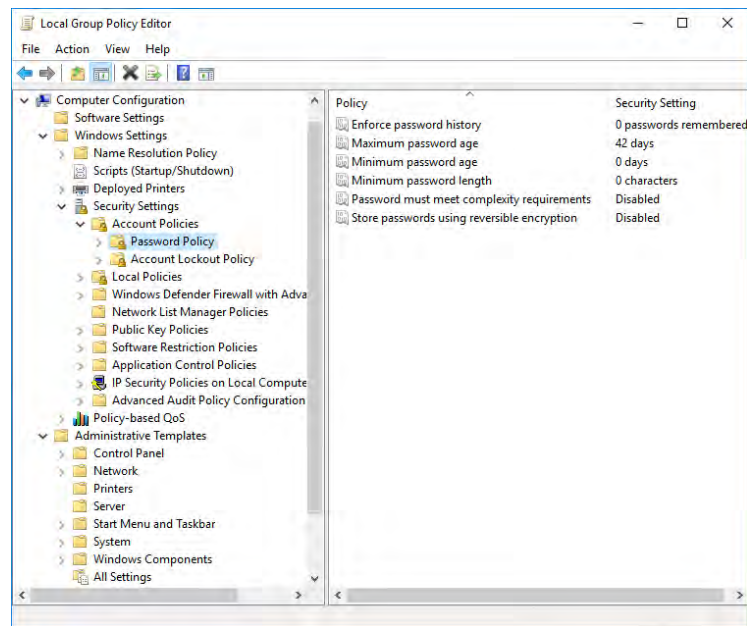 Local Group Policy Editor
File Action View Help
Computer Configuration
Software Settings
Windows Settings
Name Resolution Policy
Scripts (Startup/Shutdown)
Deployed Printers
Security Settings
Account Policies
Password Policy
Account Lockout Policy
Local Policies
Windows Defender Firewall with Adva
Network List Manager Policies
Public Key Policies
Software Restriction Policies
Application Control Policies
IP Security Policies on Local Compute
Advanced Audit Policy Configuration
Policy-based QoS
Administrative Templates
Control Panel
Network
Printers
Server
Start Menu and Taskbar
System
Windows Components
All Settings
Policy Security Setting
Enforce password history 0 passwords remembered
Maximum password age 42 days
Minimum password age 0 days
Minimum password length 0 characters
Password must meet complexity requirements Disabled
Store passwords using reversible encryption Disabled